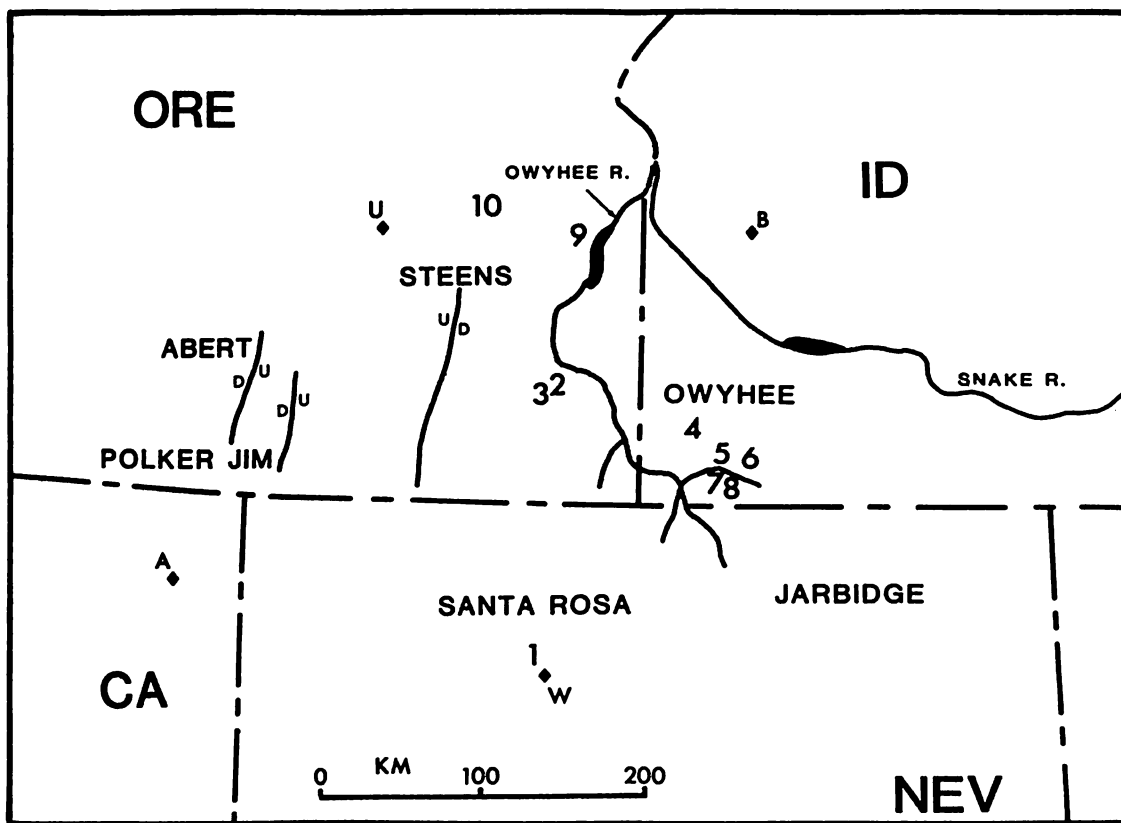 ORE
ID
OWYHEE R.
U
10
9
B
STEENS
U D
ABERT
D U
D U
SNAKE R.
3 2
OWYHEE
4
POLKER JIM
5 6
7 8
A
JARBIDGE
SANTA ROSA
1
W
CA
KM
0 100 200
NEV